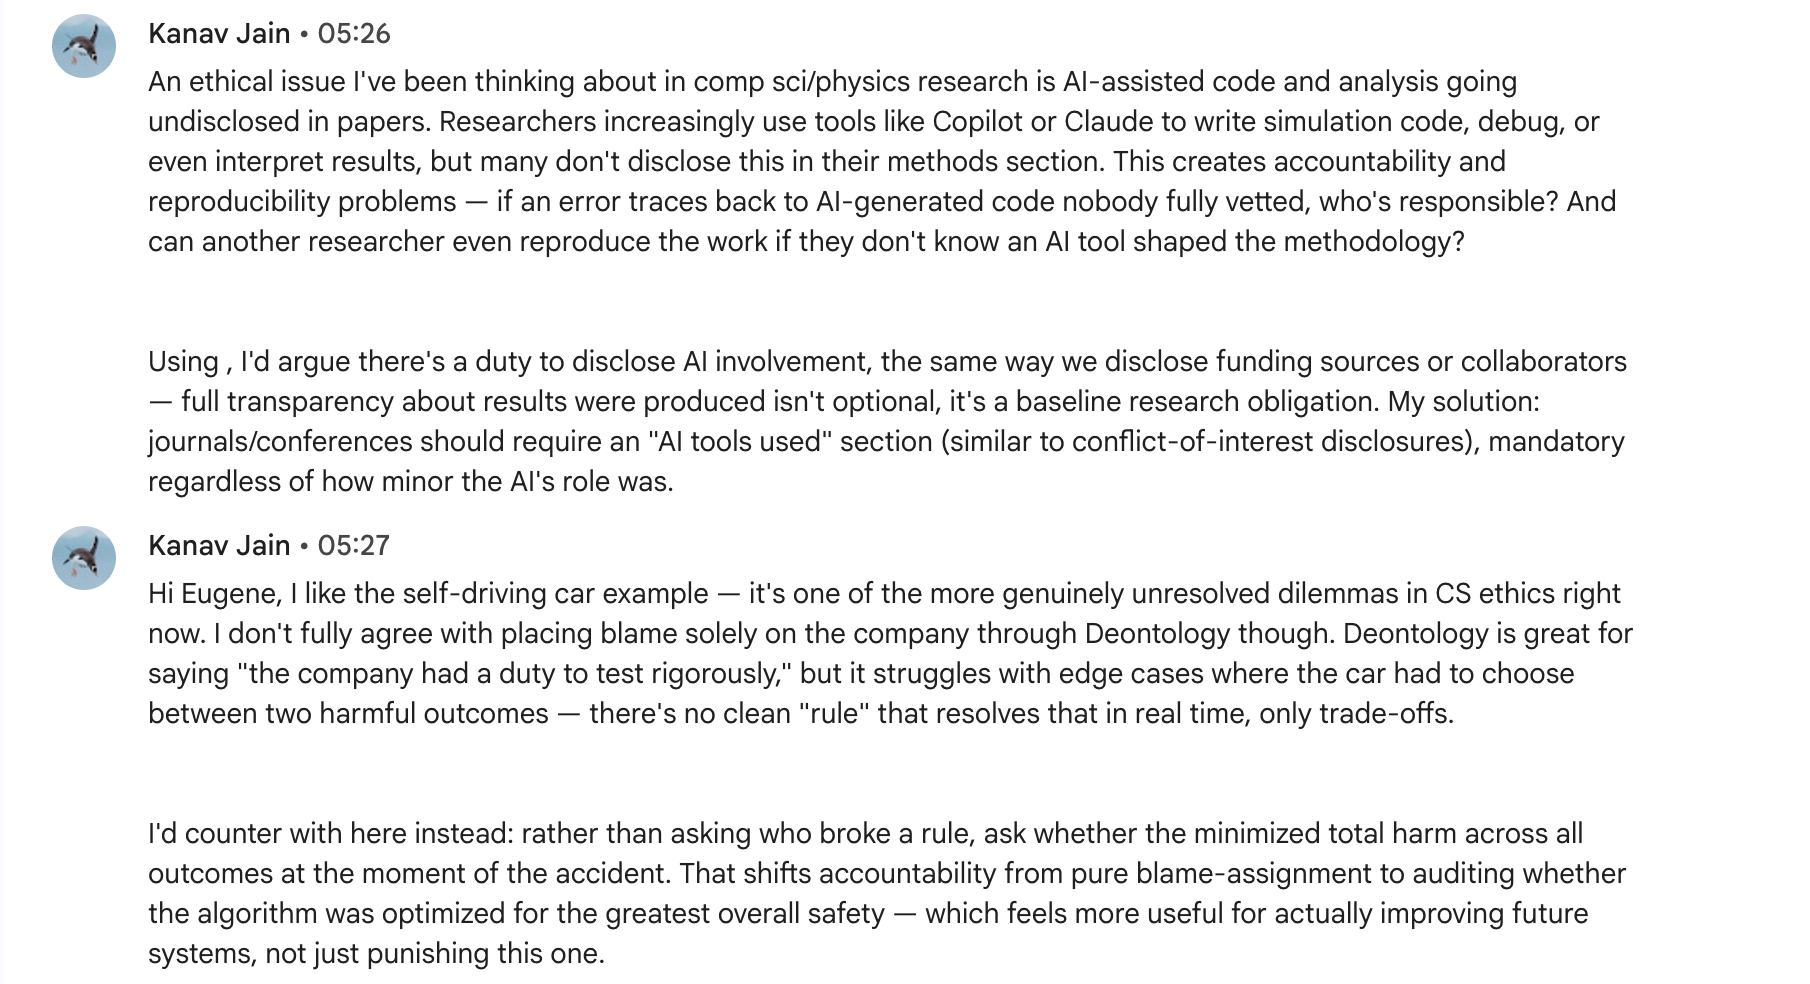 Kanav Jain • 05:26
An ethical issue I've been thinking about in comp sci/physics research is AI-assisted code and analysis going
undisclosed in papers. Researchers increasingly use tools like Copilot or Claude to write simulation code, debug, or
even interpret results, but many don't disclose this in their methods section. This creates accountability and
reproducibility problems — if an error traces back to AI-generated code nobody fully vetted, who's responsible? And
can another researcher even reproduce the work if they don't know an AI tool shaped the methodology?
Using , I'd argue there's a duty to disclose AI involvement, the same way we disclose funding sources or collaborators
— full transparency about results were produced isn't optional, it's a baseline research obligation. My solution:
journals/conferences should require an "AI tools used" section (similar to conflict-of-interest disclosures), mandatory
regardless of how minor the AI's role was.
Kanav Jain • 05:27
Hi Eugene, I like the self-driving car example — it's one of the more genuinely unresolved dilemmas in CS ethics right
now. I don't fully agree with placing blame solely on the company through Deontology though. Deontology is great for
saying "the company had a duty to test rigorously," but it struggles with edge cases where the car had to choose
between two harmful outcomes — there's no clean "rule" that resolves that in real time, only trade-offs.
I'd counter with here instead: rather than asking who broke a rule, ask whether the minimized total harm across all
outcomes at the moment of the accident. That shifts accountability from pure blame-assignment to auditing whether
the algorithm was optimized for the greatest overall safety — which feels more useful for actually improving future
systems, not just punishing this one.